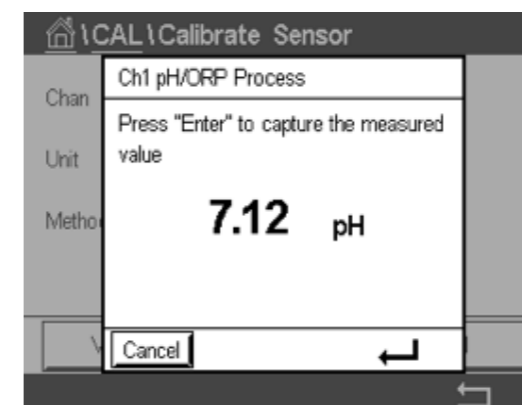 \CAL\Calibrate Sensor
Ch1 pH/ORP Process
Chan
Press "Enter" to capture the measured
Unit
value
Metho
7.12 pH
Cancel